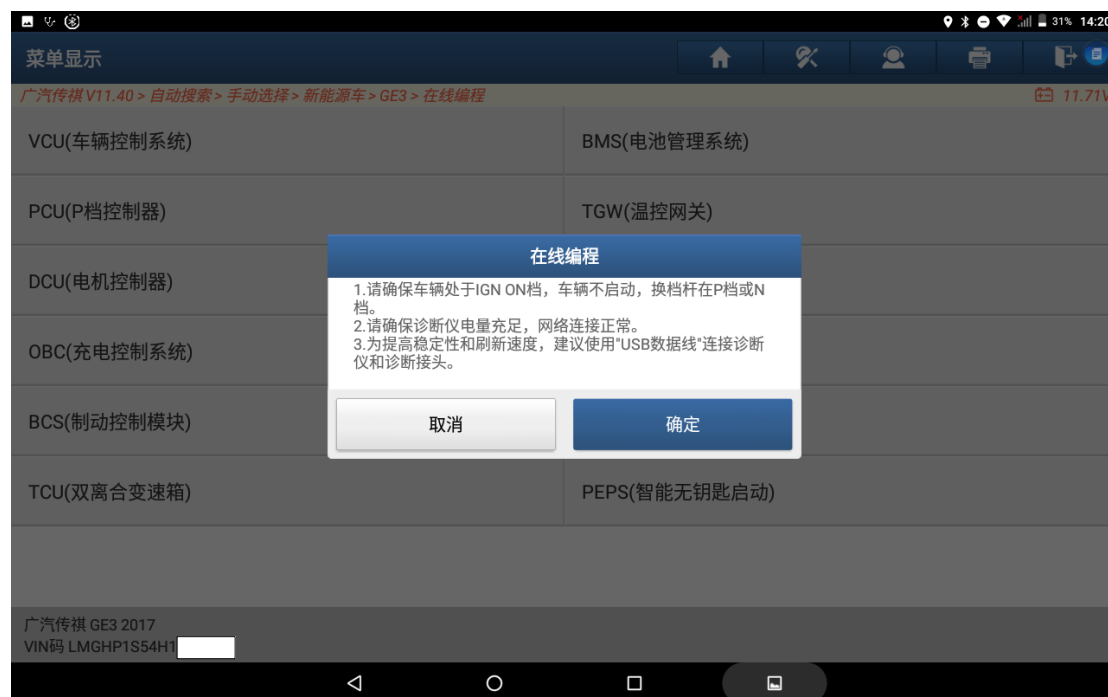 31% 14:20
菜单显示
广汽传祺 V11.40 > 自动搜索 > 手动选择 > 新能源车 > GE3 > 在线编程
11.71V
VCU(车辆控制系统)
BMS(电池管理系统)
PCU(P档控制器)
TGW(温控网关)
DCU(电机控制器)
OBC(充电控制系统)
BCS(制动控制模块)
TCU(双离合变速箱)
PEPS(智能无钥匙启动)
在线编程
1.请确保车辆处于IGN ON档，车辆不启动，换档杆在P档或N
档。
2.请确保诊断仪电量充足，网络连接正常。
3.为提高稳定性和刷新速度，建议使用"USB数据线"连接诊断
仪和诊断接头。
取消
确定
广汽传祺 GE3 2017
VIN码 LMGHP1S54H1